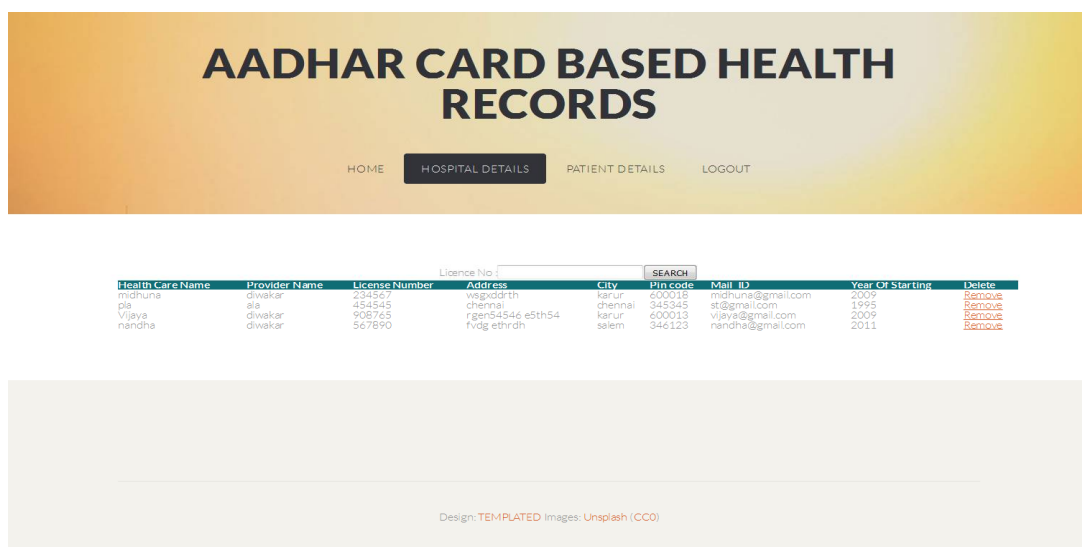 AADHAR CARD BASED HEALTH
RECORDS
HOME HOSPITAL DETAILS PATIENT DETAILS LOGOUT
Licence No : SEARCH
Health Care Name Provider Name License Number Address City Pin code Mail ID Year Of Starting Delete
midhuna diwakar 234567 wsgxddrth karur 600018 midhuna@gmail.com 2009 Remove
pla ala 454545 chennai chennai 345345 st@gmail.com 1995 Remove
Vijaya diwakar 908765 rgen54546 e5th54 karur 600013 vijaya@gmail.com 2009 Remove
nandha diwakar 567890 fvdg ethrdh salem 346123 nandha@gmail.com 2011 Remove
Design: TEMPLATED Images: Unsplash (CC0)